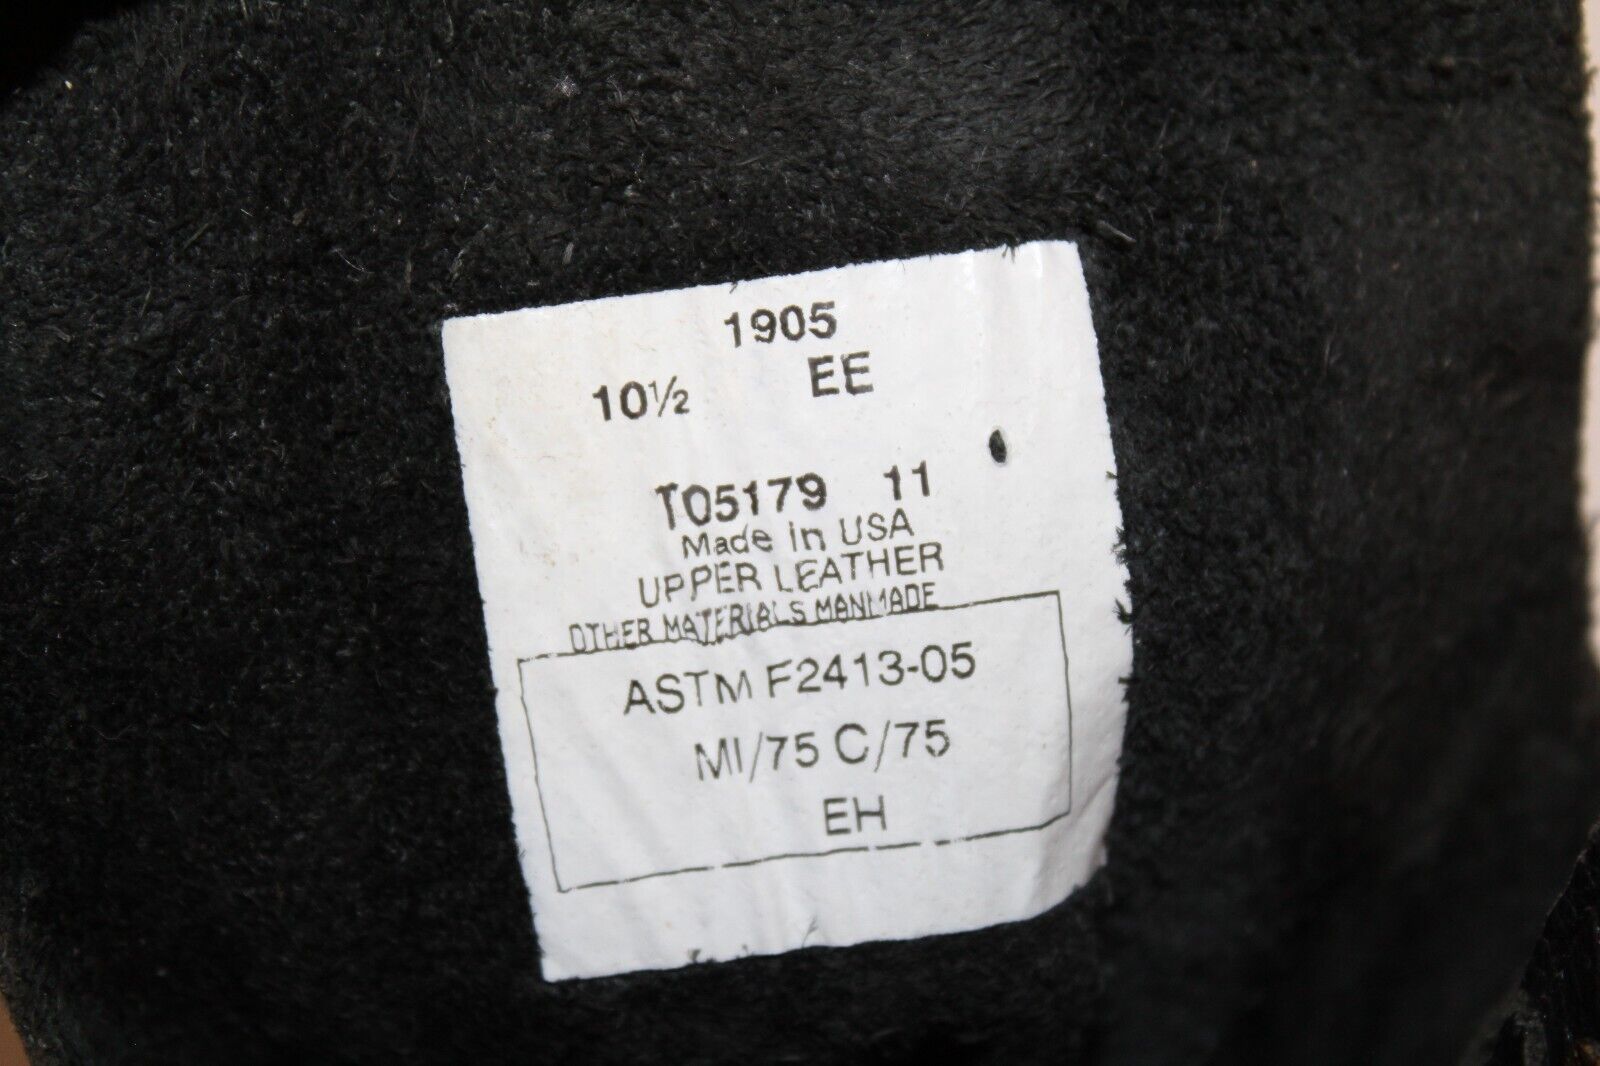 1905
10½ EE
T05179 11
Made in USA
UPPER LEATHER
OTHER MATERIALS MANMADE
ASTM F2413-05
MI/75 C/75
EH